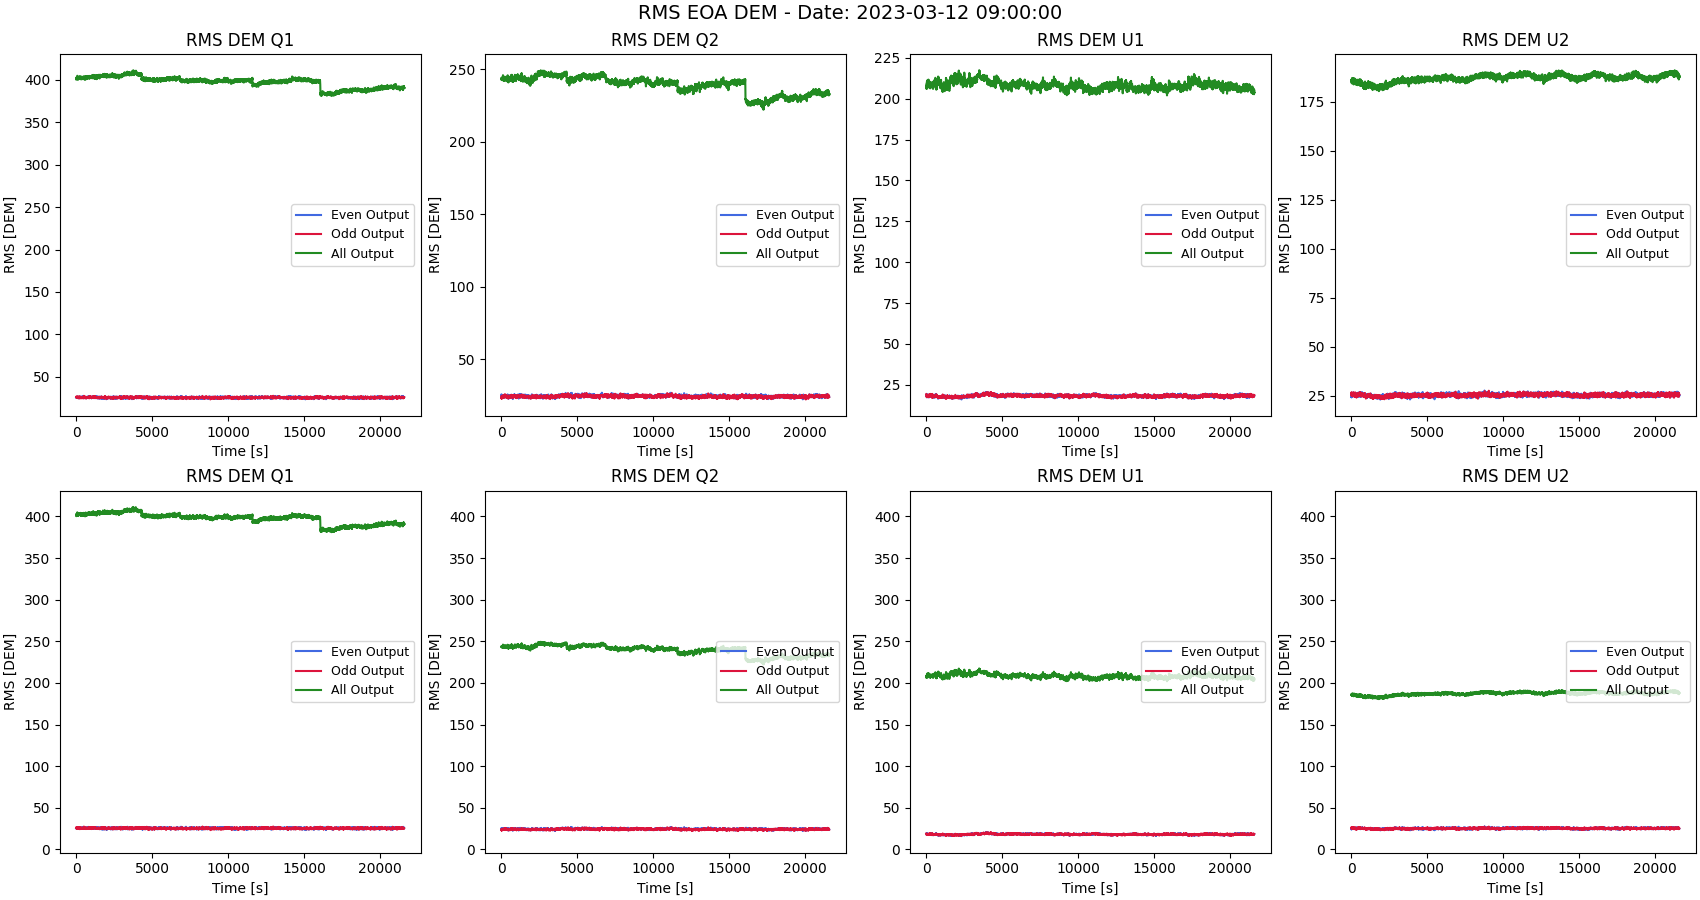 RMS EOA DEM - Date: 2023-03-12 09:00:00
RMS DEM Q1
RMS [DEM]
400
350
300
250
200
150
100
50
0 5000 10000 15000 20000
Time [s]
Even Output
Odd Output
All Output
RMS DEM Q2
RMS [DEM]
250
200
150
100
50
0 5000 10000 15000 20000
Time [s]
Even Output
Odd Output
All Output
RMS DEM U1
RMS [DEM]
225
200
175
150
125
100
75
50
25
0 5000 10000 15000 20000
Time [s]
Even Output
Odd Output
All Output
RMS DEM U2
RMS [DEM]
175
150
125
100
75
50
25
0 5000 10000 15000 20000
Time [s]
Even Output
Odd Output
All Output
RMS DEM Q1
RMS [DEM]
400
350
300
250
200
150
100
50
0
0 5000 10000 15000 20000
Time [s]
Even Output
Odd Output
All Output
RMS DEM Q2
RMS [DEM]
400
350
300
250
200
150
100
50
0
0 5000 10000 15000 20000
Time [s]
Even Output
Odd Output
All Output
RMS DEM U1
RMS [DEM]
400
350
300
250
200
150
100
50
0
0 5000 10000 15000 20000
Time [s]
Even Output
Odd Output
All Output
RMS DEM U2
RMS [DEM]
400
350
300
250
200
150
100
50
0
0 5000 10000 15000 20000
Time [s]
Even Output
Odd Output
All Output